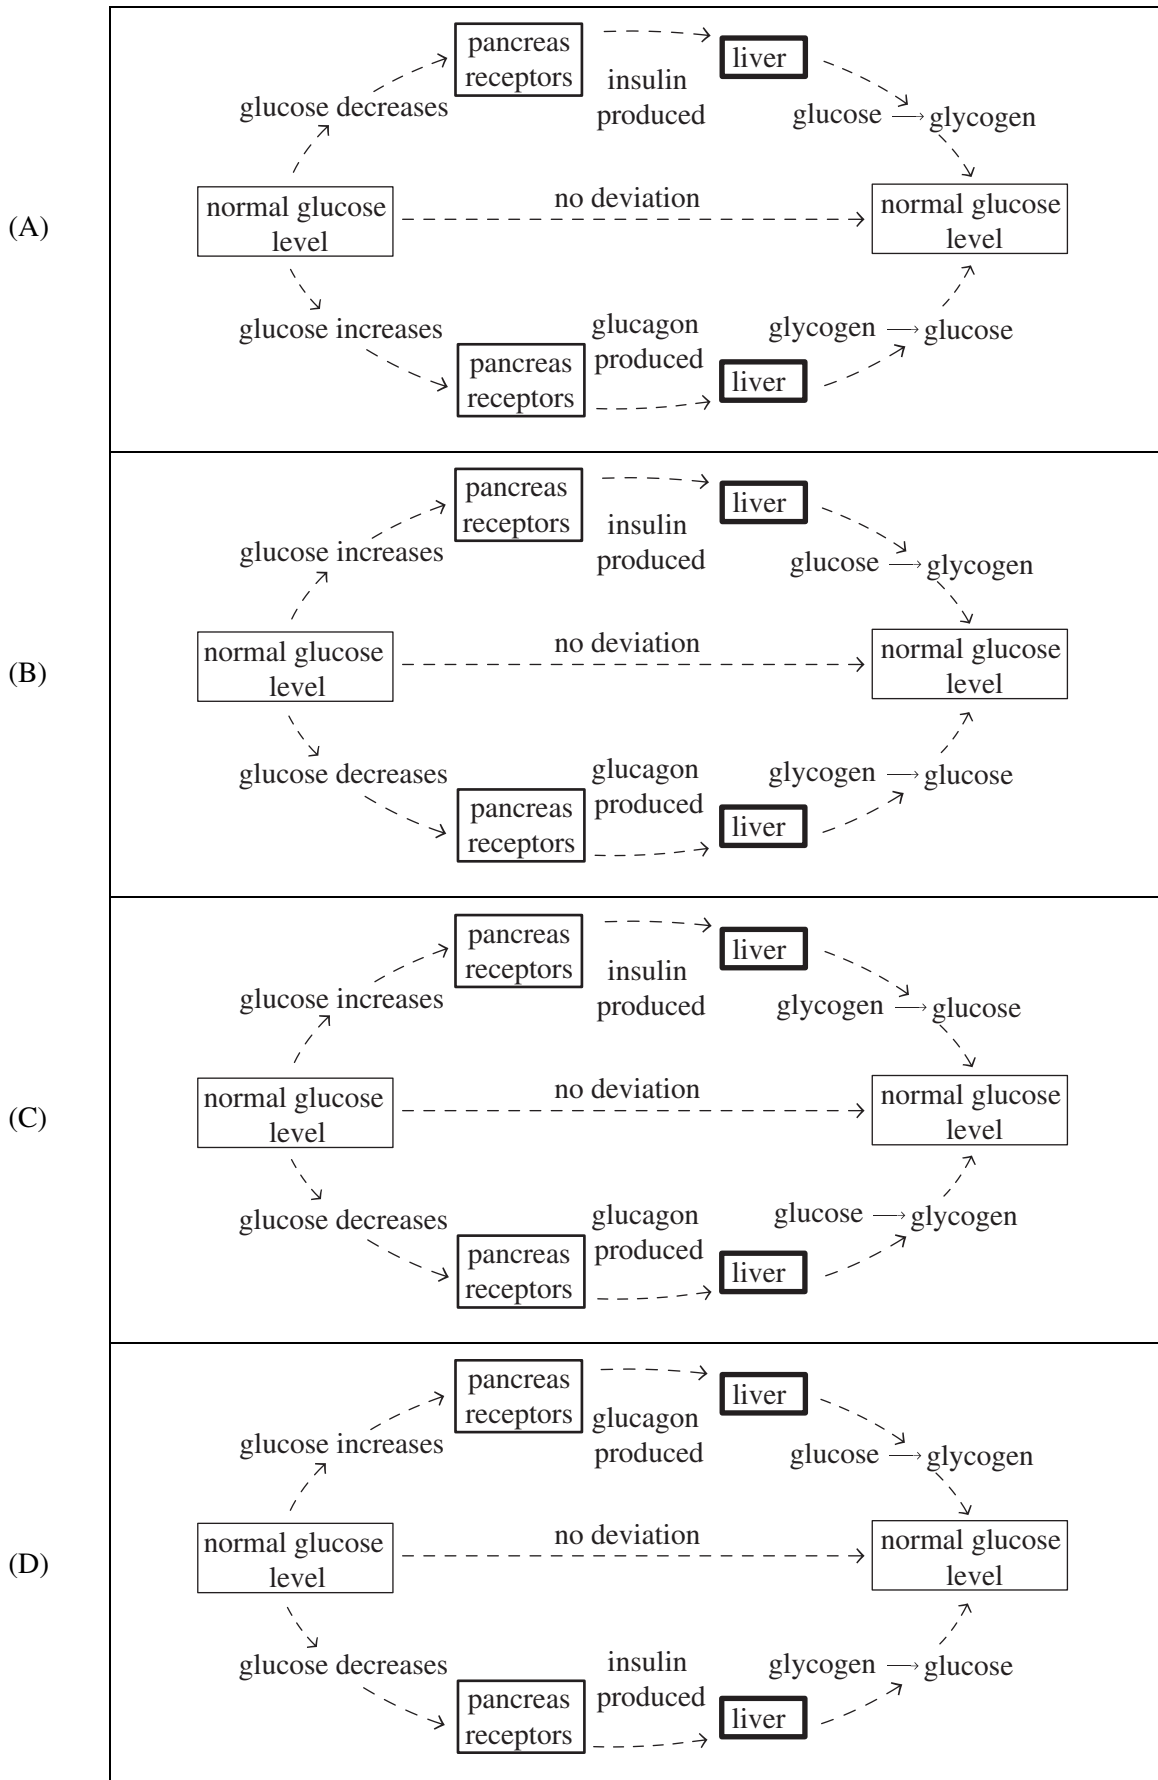 (A)
pancreas
receptors
liver
insulin
produced
glucose decreases
glucose → glycogen
normal glucose
level
no deviation
normal glucose
level
glucose increases
glucagon
produced
glycogen → glucose
pancreas
receptors
liver
(B)
pancreas
receptors
liver
insulin
produced
glucose increases
glucose → glycogen
normal glucose
level
no deviation
normal glucose
level
glucose decreases
glucagon
produced
glycogen → glucose
pancreas
receptors
liver
(C)
pancreas
receptors
liver
insulin
produced
glucose increases
glycogen → glucose
normal glucose
level
no deviation
normal glucose
level
glucose decreases
glucagon
produced
glucose → glycogen
pancreas
receptors
liver
(D)
pancreas
receptors
liver
glucagon
produced
glucose increases
glucose → glycogen
normal glucose
level
no deviation
normal glucose
level
glucose decreases
insulin
produced
glycogen → glucose
pancreas
receptors
liver